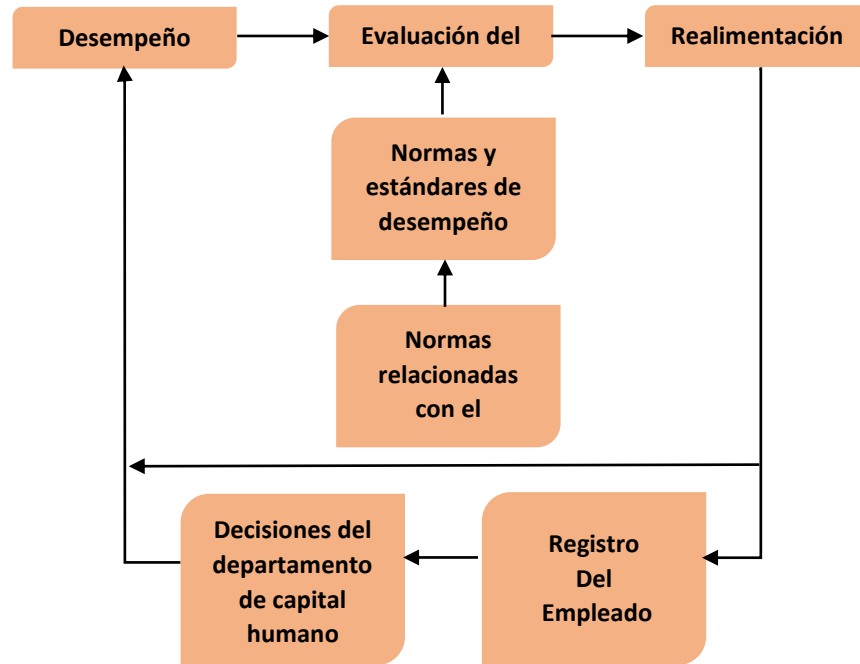 Desempeño
Evaluación del
Realimentación
Normas y
estándares de
desempeño
Normas
relacionadas
con el
Decisiones del
departamento
de capital
humano
Registro
Del
Empleado